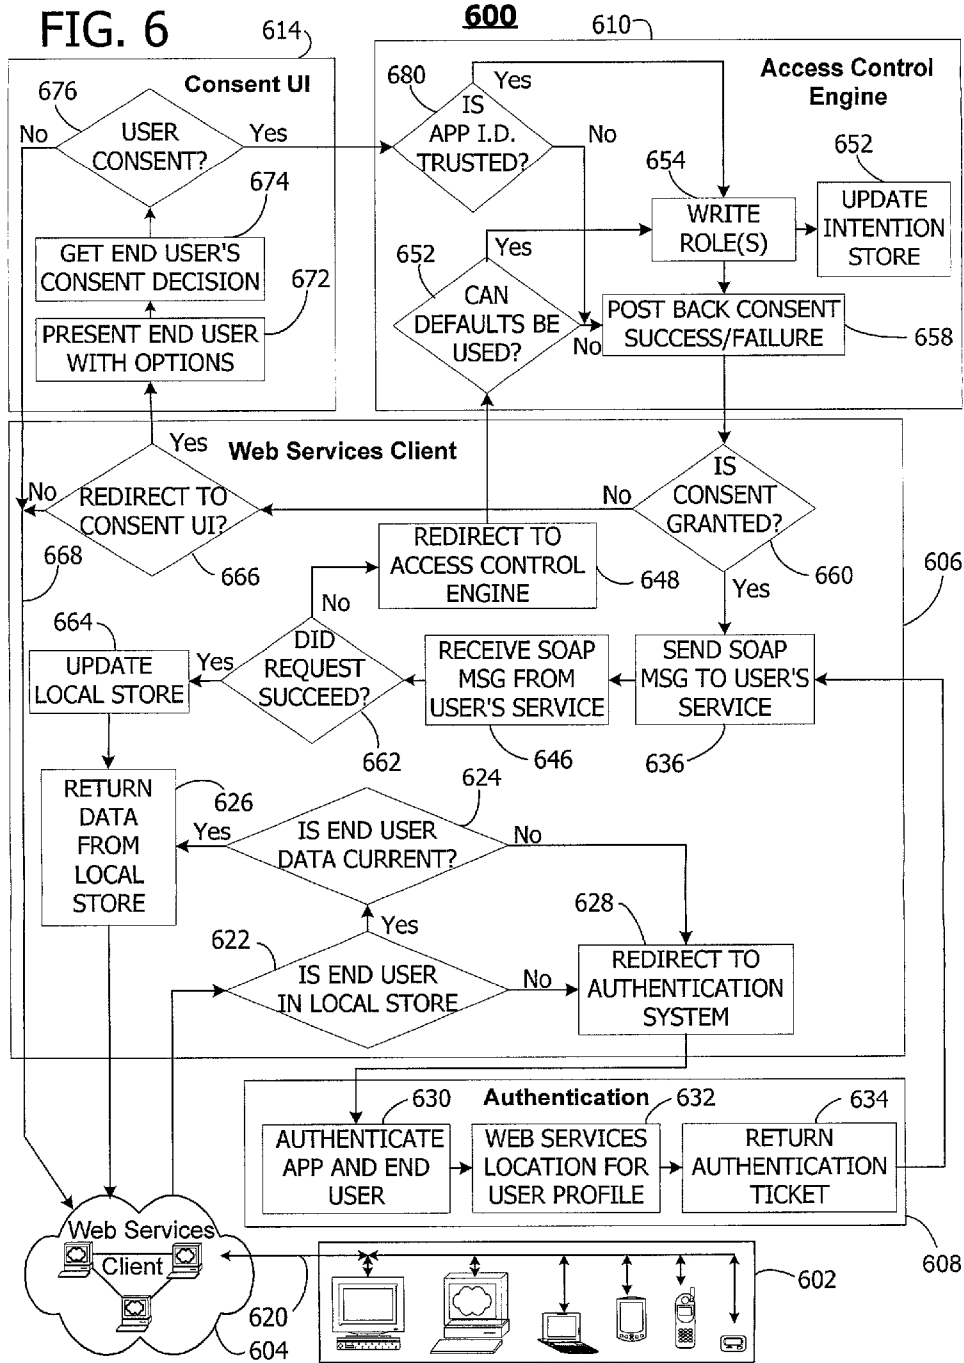 FIG. 6
600
614
610
Consent UI
676
No
USER
CONSENT?
Yes
674
GET END USER'S
CONSENT DECISION
672
PRESENT END USER
WITH OPTIONS
Access Control
Engine
680
Yes
IS
APP I.D.
TRUSTED?
No
654
652
WRITE
ROLE(S)
UPDATE
INTENTION
STORE
652
Yes
CAN
DEFAULTS BE
USED?
No
POST BACK CONSENT
SUCCESS/FAILURE
658
Web Services Client
Yes
No
REDIRECT TO
CONSENT UI?
666
668
No
IS
CONSENT
GRANTED?
660
Yes
606
REDIRECT TO
ACCESS CONTROL
ENGINE
648
No
664
UPDATE
LOCAL STORE
Yes
DID
REQUEST
SUCCEED?
662
RECEIVE SOAP
MSG FROM
USER'S SERVICE
646
SEND SOAP
MSG TO USER'S
SERVICE
636
RETURN
DATA
FROM
LOCAL
STORE
626
Yes
624
IS END USER
DATA CURRENT?
No
Yes
622
IS END USER
IN LOCAL STORE
No
628
REDIRECT TO
AUTHENTICATION
SYSTEM
630
Authentication
632
634
AUTHENTICATE
APP AND END
USER
WEB SERVICES
LOCATION FOR
USER PROFILE
RETURN
AUTHENTICATION
TICKET
608
Web Services
Client
620
604
602